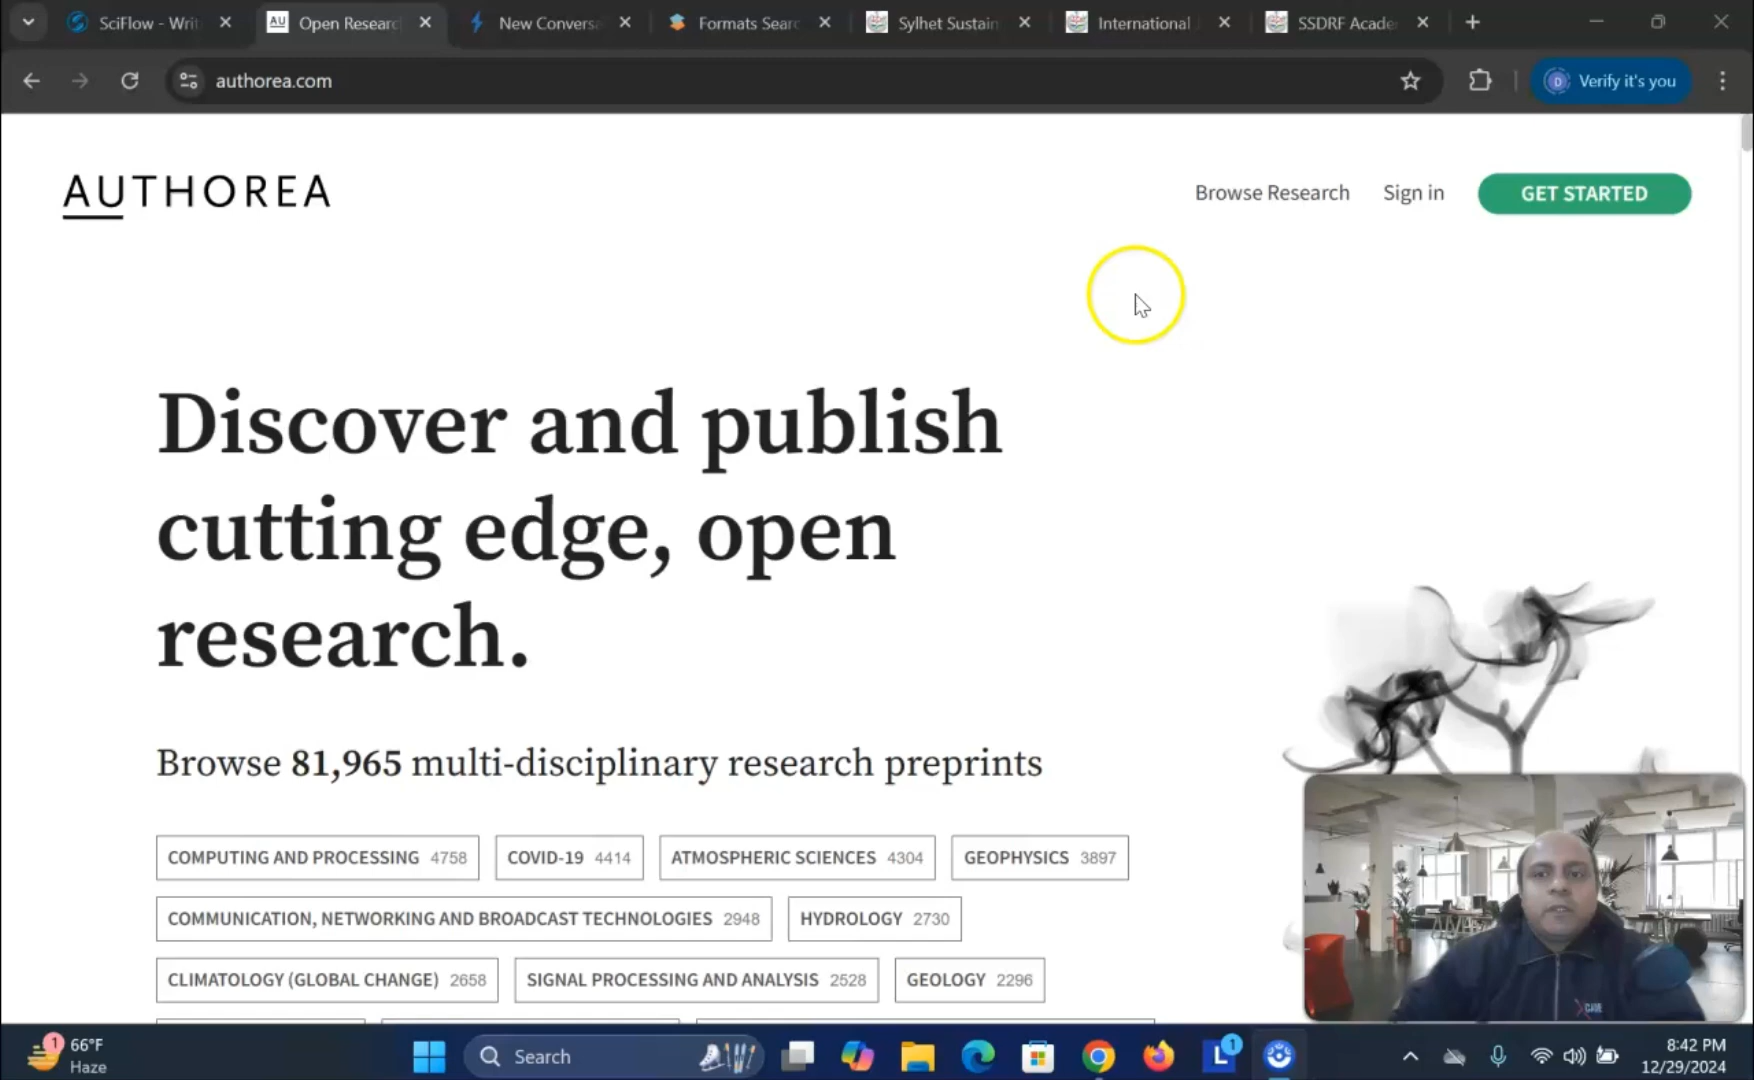 SciFlow - Writ
Open Researc
New Conversa
Formats Searc
Sylhet Sustain
International
SSDRF Acade
authorea.com
D
Verify it's you
AUTHOREA
Browse Research
Sign in
GET STARTED
Discover and publish
cutting edge, open
research.
Browse 81,965 multi-disciplinary research preprints
COMPUTING AND PROCESSING 4758
COVID-19 4414
ATMOSPHERIC SCIENCES 4304
GEOPHYSICS 3897
COMMUNICATION, NETWORKING AND BROADCAST TECHNOLOGIES 2948
HYDROLOGY 2730
CLIMATOLOGY (GLOBAL CHANGE) 2658
SIGNAL PROCESSING AND ANALYSIS 2528
GEOLOGY 2296
1
66°F
Haze
Search
L
1
8:42 PM
12/29/2024